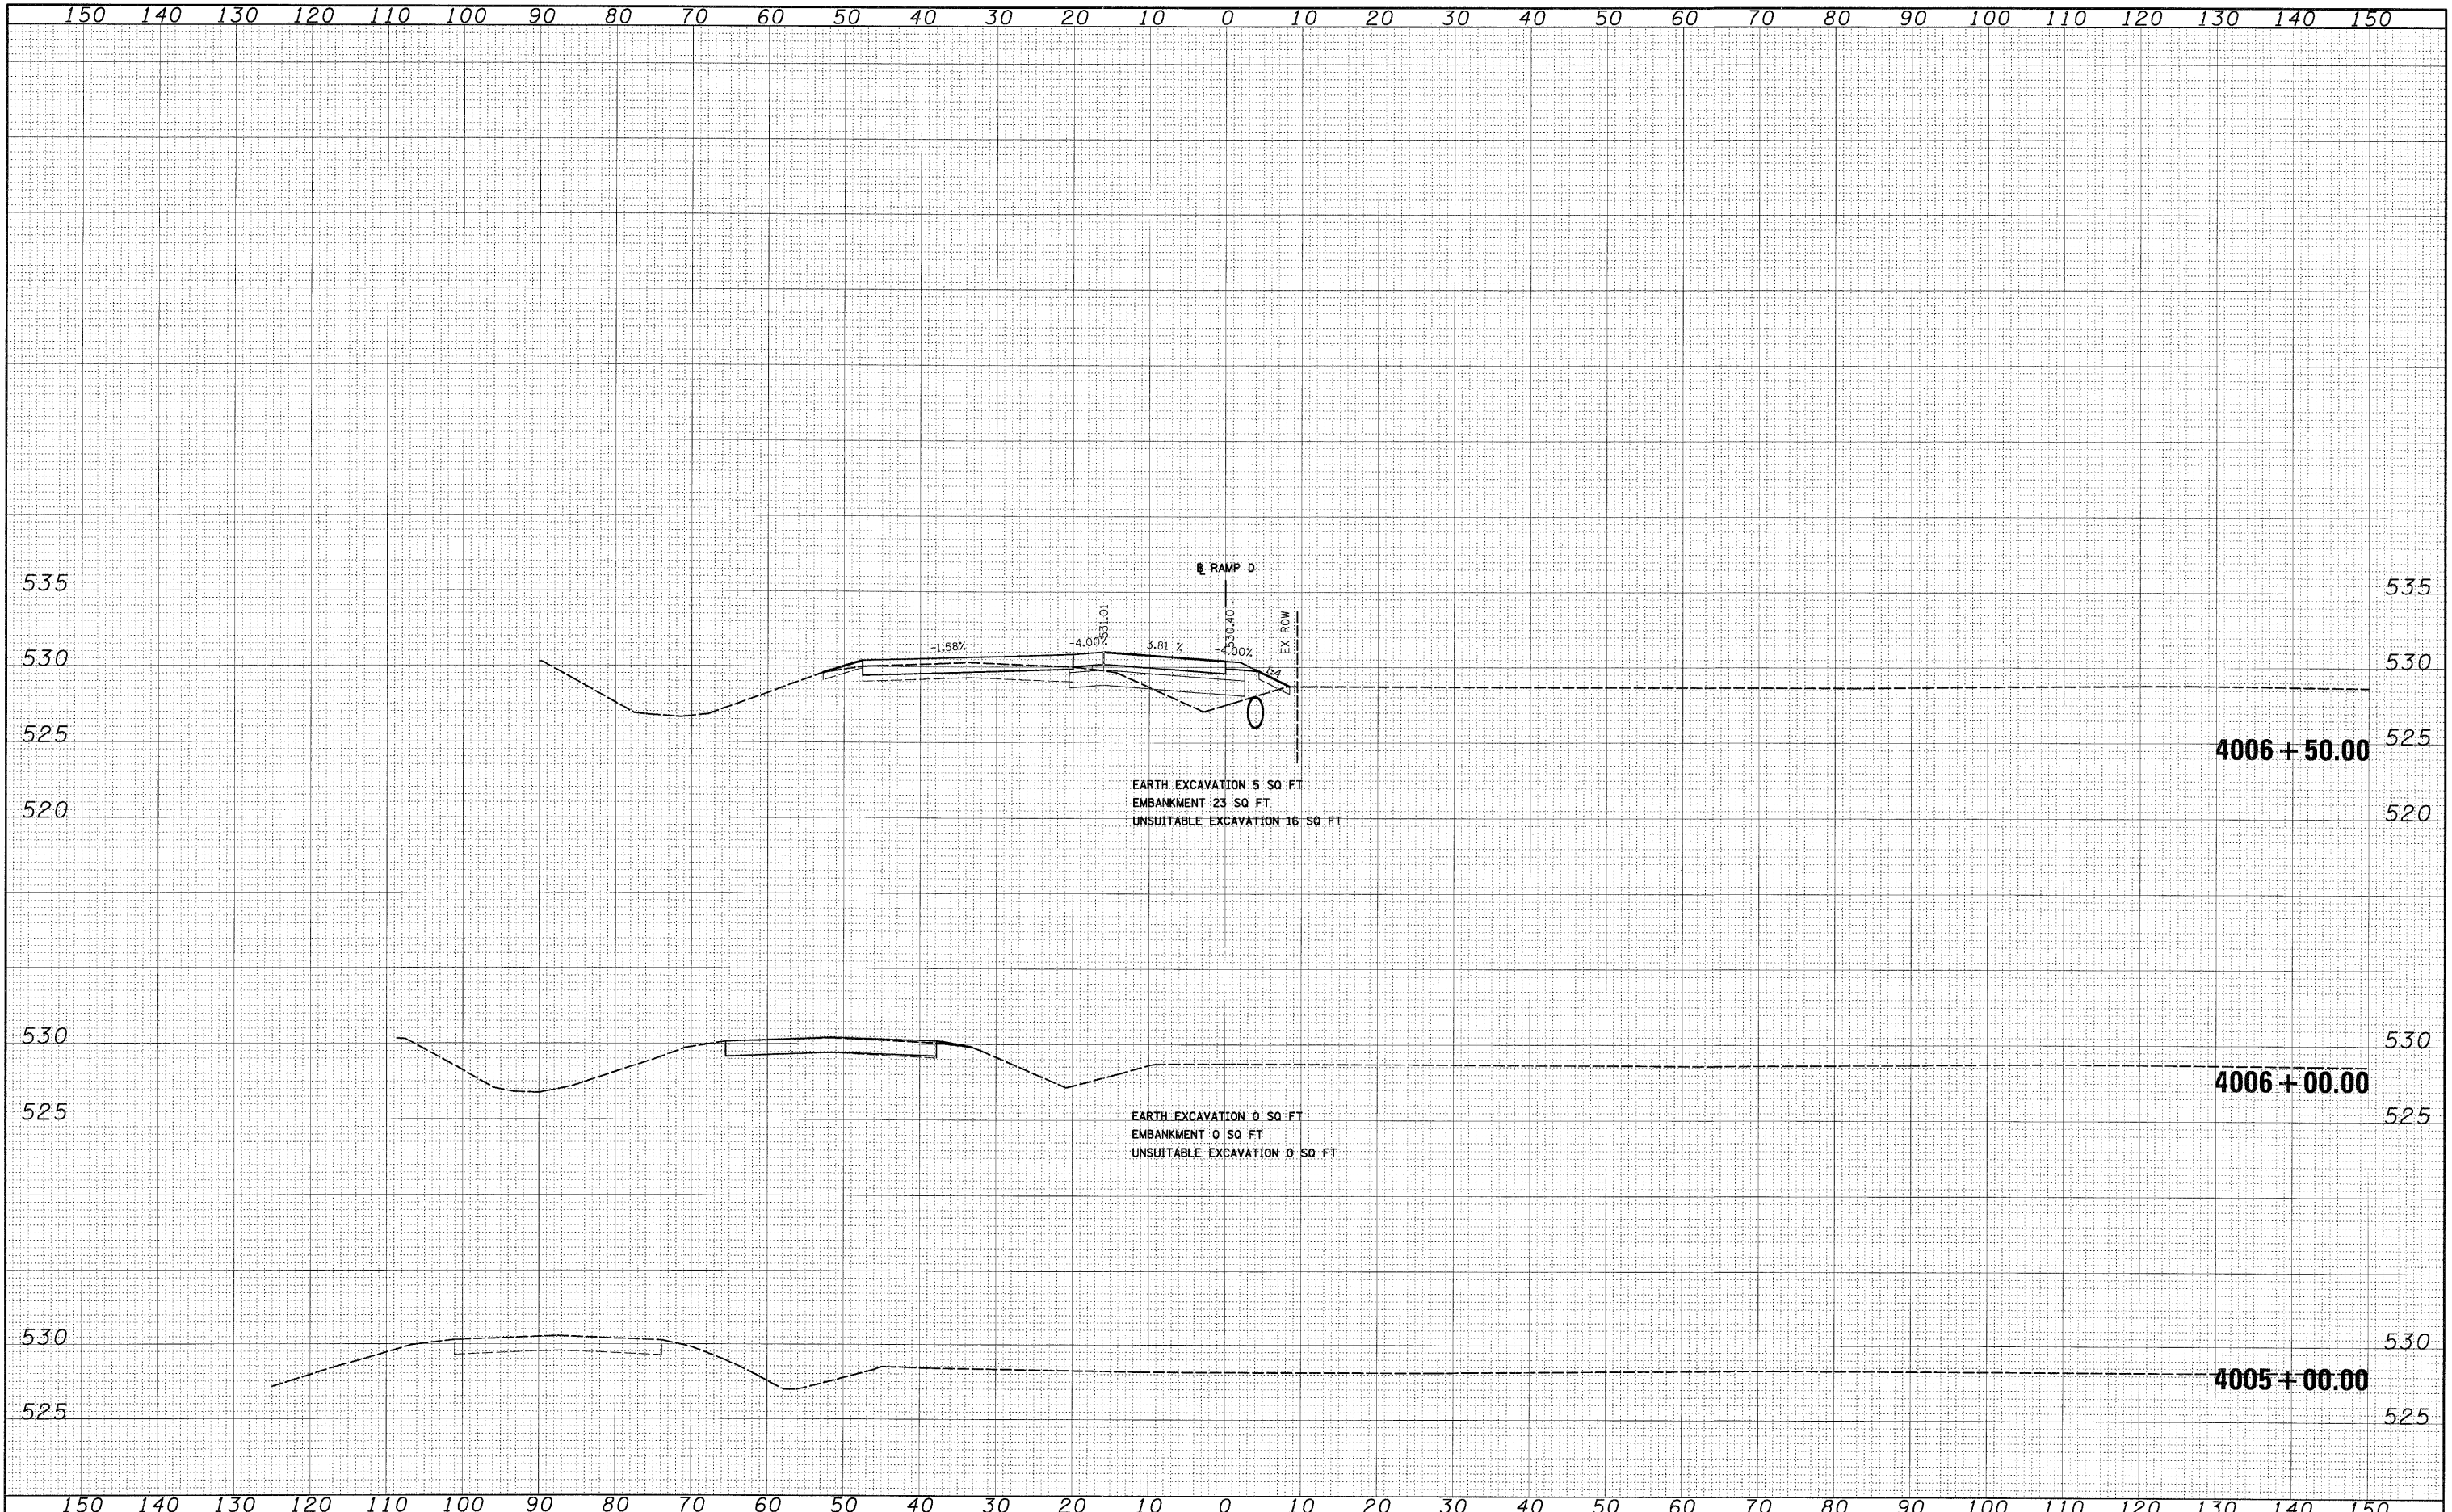 150 140 130 120 110 100 90 80 70 60 50 40 30 20 10 0 10 20 30 40 50 60 70 80 90 100 110 120 130 140 150
℄ RAMP D
535 535
531.01 530.40 EX ROW
-1.58% -4.00% 3.81 % -4.00% 1:4
530 530
525 525
4006 + 50.00
EARTH EXCAVATION 5 SQ FT
EMBANKMENT 23 SQ FT
UNSUITABLE EXCAVATION 16 SQ FT
520 520
530 530
4006 + 00.00
525 525
EARTH EXCAVATION 0 SQ FT
EMBANKMENT 0 SQ FT
UNSUITABLE EXCAVATION 0 SQ FT
530 530
4005 + 00.00
525 525
150 140 130 120 110 100 90 80 70 60 50 40 30 20 10 0 10 20 30 40 50 60 70 80 90 100 110 120 130 140 150